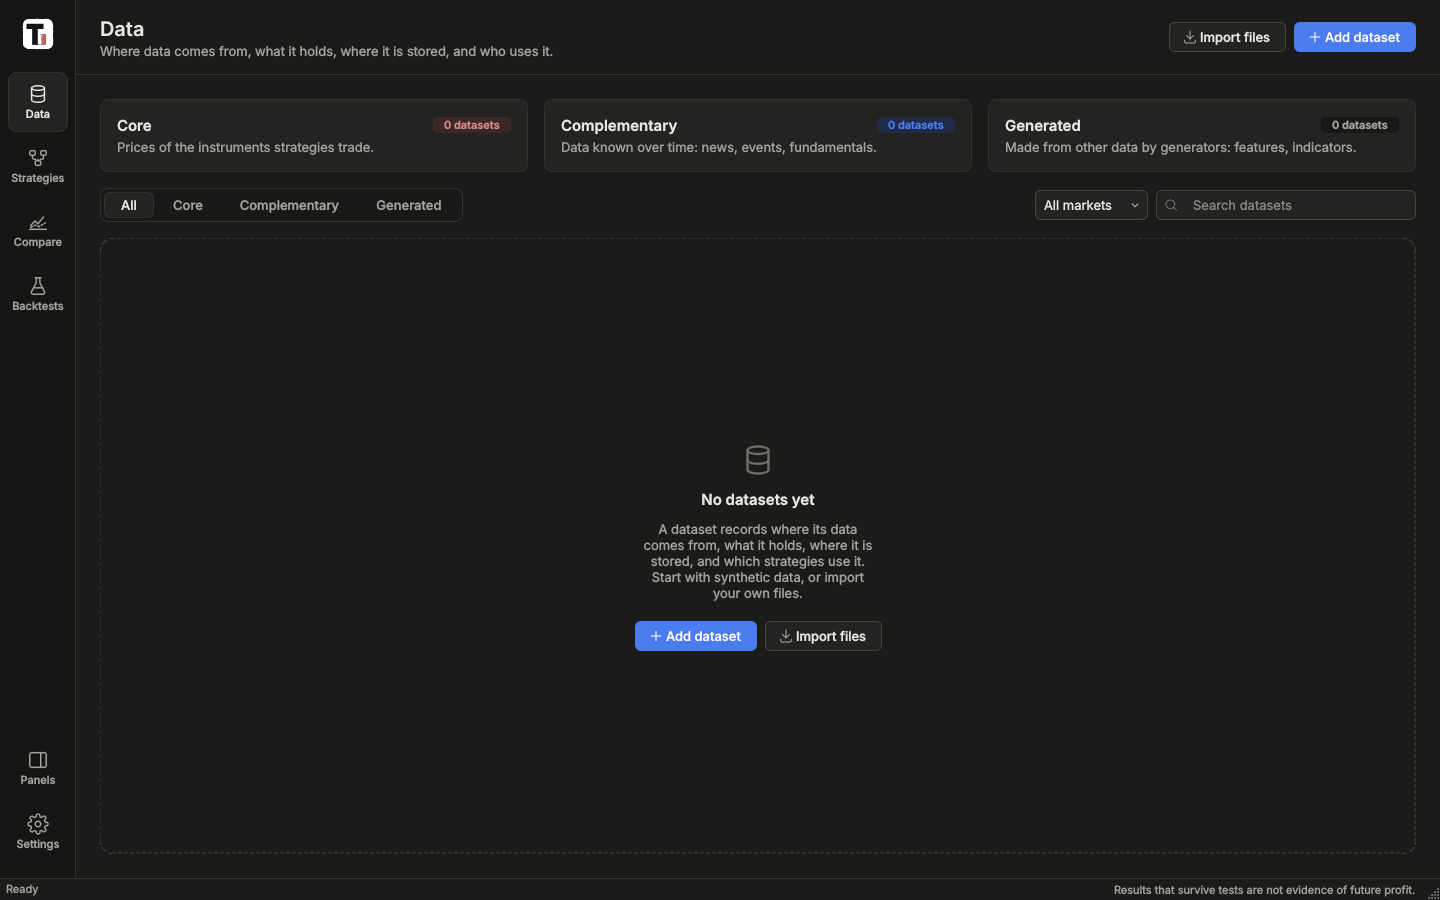 Ti
Data
Where data comes from, what it holds, where it is stored, and who uses it.
Import files
Add dataset
Data
Strategies
Compare
Backtests
Core
0 datasets
Prices of the instruments strategies trade.
Complementary
0 datasets
Data known over time: news, events, fundamentals.
Generated
0 datasets
Made from other data by generators: features, indicators.
All
Core
Complementary
Generated
All markets
Search datasets
No datasets yet
A dataset records where its data
comes from, what it holds, where it is
stored, and which strategies use it.
Start with synthetic data, or import
your own files.
Add dataset
Import files
Panels
Settings
Ready
Results that survive tests are not evidence of future profit.